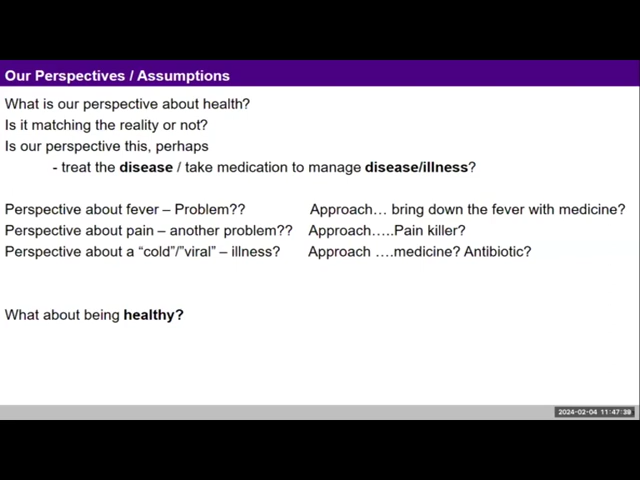 Our Perspectives / Assumptions
What is our perspective about health?
Is it matching the reality or not?
Is our perspective this, perhaps
- treat the disease / take medication to manage disease/illness?
Perspective about fever – Problem?? Approach… bring down the fever with medicine?
Perspective about pain – another problem?? Approach…..Pain killer?
Perspective about a “cold”/”viral” – illness? Approach ….medicine? Antibiotic?
What about being healthy?
2024-02-04 11:47:39